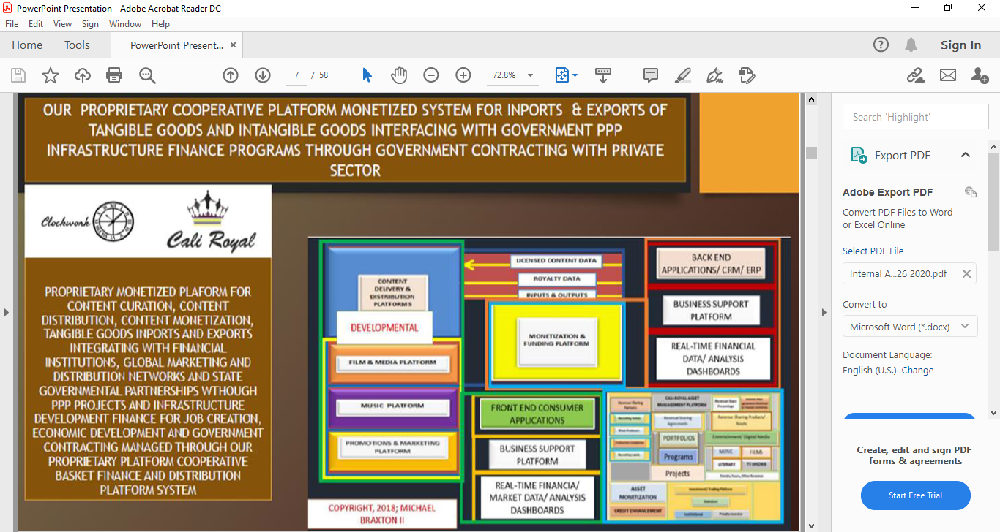 PowerPoint Presentation - Adobe Acrobat Reader DC
File Edit View Sign Window Help
Home Tools PowerPoint Present... ×
? Sign In
7 / 58 72.8%
OUR PROPRIETARY COOPERATIVE PLATFORM MONETIZED SYSTEM FOR INPORTS & EXPORTS OF
TANGIBLE GOODS AND INTANGIBLE GOODS INTERFACING WITH GOVERNMENT PPP
INFRASTRUCTURE FINANCE PROGRAMS THROUGH GOVERNMENT CONTRACTING WITH PRIVATE
SECTOR
Clockwork
Cali Royal
PROPRIETARY MONETIZED PLAFORM FOR
CONTENT CURATION, CONTENT
DISTRIBUTION, CONTENT MONETIZATION,
TANGIBLE GOODS INPORTS AND EXPORTS
INTEGRATING WITH FINANCIAL
INSTITUTIONS, GLOBAL MARKETING AND
DISTRIBUTION NETWORKS AND STATE
GOVERNMENTAL PARTNERSHIPS WTHOUGH
PPP PROJECTS AND INFRASTRUCTURE
DEVELOPMENT FINANCE FOR JOB CREATION,
ECONOMIC DEVELOPMENT AND GOVERNMENT
CONTRACTING MANAGED THROUGH OUR
PROPRIETARY PLATFORM COOPERATIVE
BASKET FINANCE AND DISTRIBUTION
PLATFORM SYSTEM
CONTENT
DELIVERY &
DISTRIBUTION
PLATFORMS
DEVELOPMENTAL
FILM & MEDIA PLATFORM
MUSIC PLATFORM
PROMOTIONS & MARKETING
PLATFORM
COPYRIGHT, 2018; MICHAEL
BRAXTON II
LICENSED CONTENT DATA
ROYALTY DATA
INPUTS & OUTPUTS
MONETIZATION &
FUNDING PLATFORM
BACK END
APPLICATIONS/ CRM/ ERP
BUSINESS SUPPORT
PLATFORM
REAL-TIME FINANCIAL
DATA/ ANALYSIS
DASHBOARDS
FRONT END CONSUMER
APPLICATIONS
BUSINESS SUPPORT
PLATFORM
REAL-TIME FINANCIA/
MARKET DATA/ ANALYSIS
DASHBOARDS
CALI-ROYAL ASSET
MANAGEMENT PLATFORM
Revenue Sharing
Agreements
Revenue Sharing Products/
Assets
PORTFOLIOS
Programs
Projects
Entertainment/ Digital Media
MUSIC FILMS
LITERARY TV SHOWS
ASSET
MONETIZATION
CREDIT ENHANCEMENT
Search 'Highlight'
Export PDF
Adobe Export PDF
Convert PDF Files to Word
or Excel Online
Select PDF File
Internal A...26 2020.pdf
Convert to
Microsoft Word (*.docx)
Document Language:
English (U.S.) Change
Create, edit and sign PDF
forms & agreements
Start Free Trial